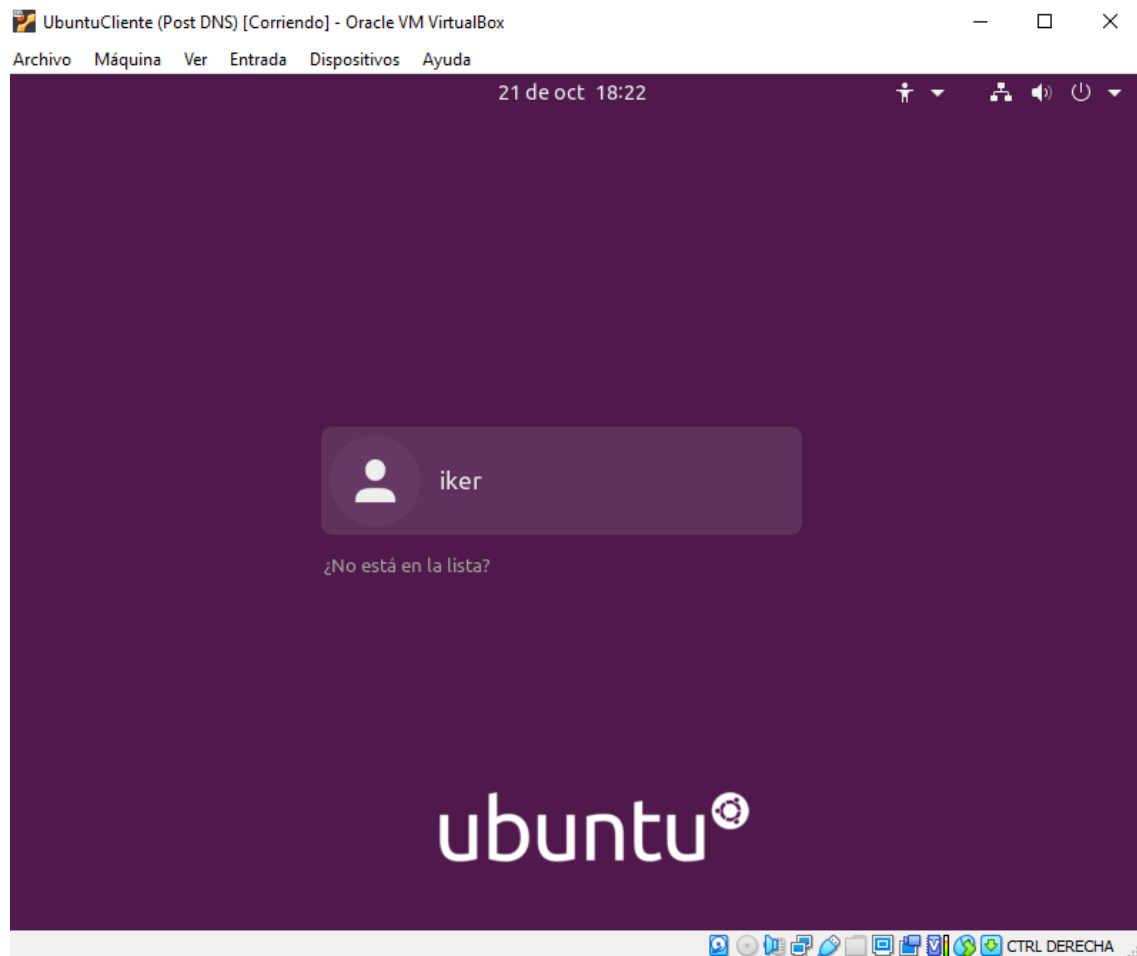 UbuntuCliente (Post DNS) [Corriendo] - Oracle VM VirtualBox
Archivo Máquina Ver Entrada Dispositivos Ayuda
21 de oct 18:22
iker
¿No está en la lista?
ubuntu
CTRL DERECHA